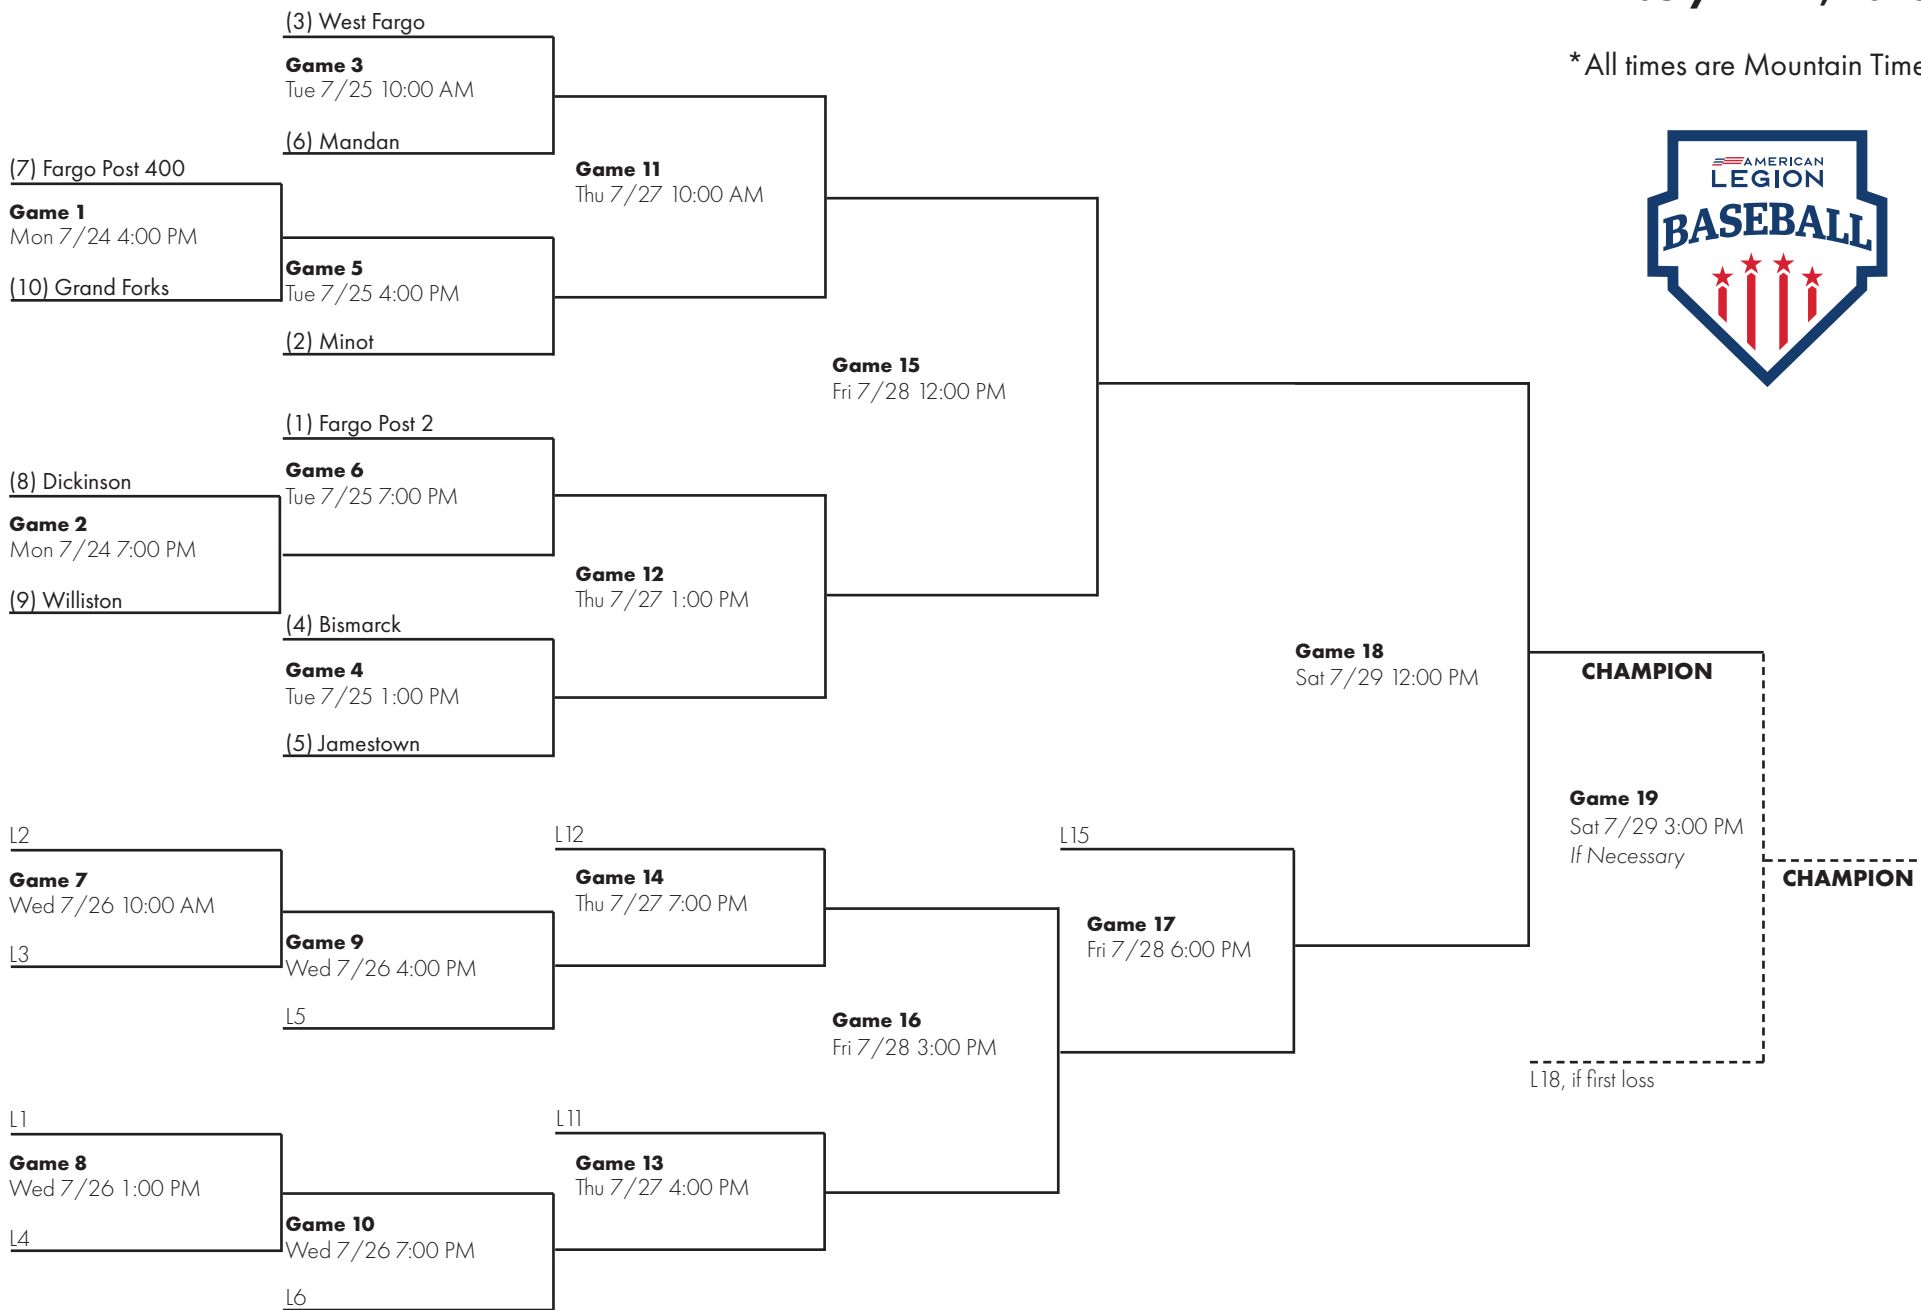 *All times are Mountain Time
AMERICAN
LEGION
BASEBALL
(3) West Fargo
Game 3
Tue 7/25 10:00 AM
(6) Mandan
(7) Fargo Post 400
Game 1
Mon 7/24 4:00 PM
(10) Grand Forks
Game 5
Tue 7/25 4:00 PM
(2) Minot
Game 11
Thu 7/27 10:00 AM
(1) Fargo Post 2
Game 6
Tue 7/25 7:00 PM
(8) Dickinson
Game 2
Mon 7/24 7:00 PM
(9) Williston
(4) Bismarck
Game 4
Tue 7/25 1:00 PM
(5) Jamestown
Game 12
Thu 7/27 1:00 PM
Game 15
Fri 7/28 12:00 PM
Game 18
Sat 7/29 12:00 PM
CHAMPION
Game 19
Sat 7/29 3:00 PM
If Necessary
CHAMPION
L18, if first loss
L2
Game 7
Wed 7/26 10:00 AM
L3
Game 9
Wed 7/26 4:00 PM
L5
L12
Game 14
Thu 7/27 7:00 PM
L15
Game 17
Fri 7/28 6:00 PM
Game 16
Fri 7/28 3:00 PM
L1
Game 8
Wed 7/26 1:00 PM
L4
Game 10
Wed 7/26 7:00 PM
L6
L11
Game 13
Thu 7/27 4:00 PM